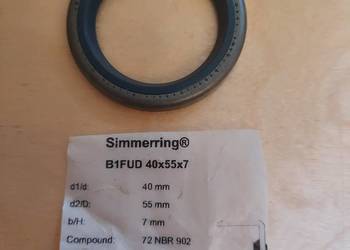 Simmerring®
B1FUD 40x55x7
d1/d: 40 mm
d2/D: 55 mm
b/H: 7 mm
Compound: 72 NBR 902